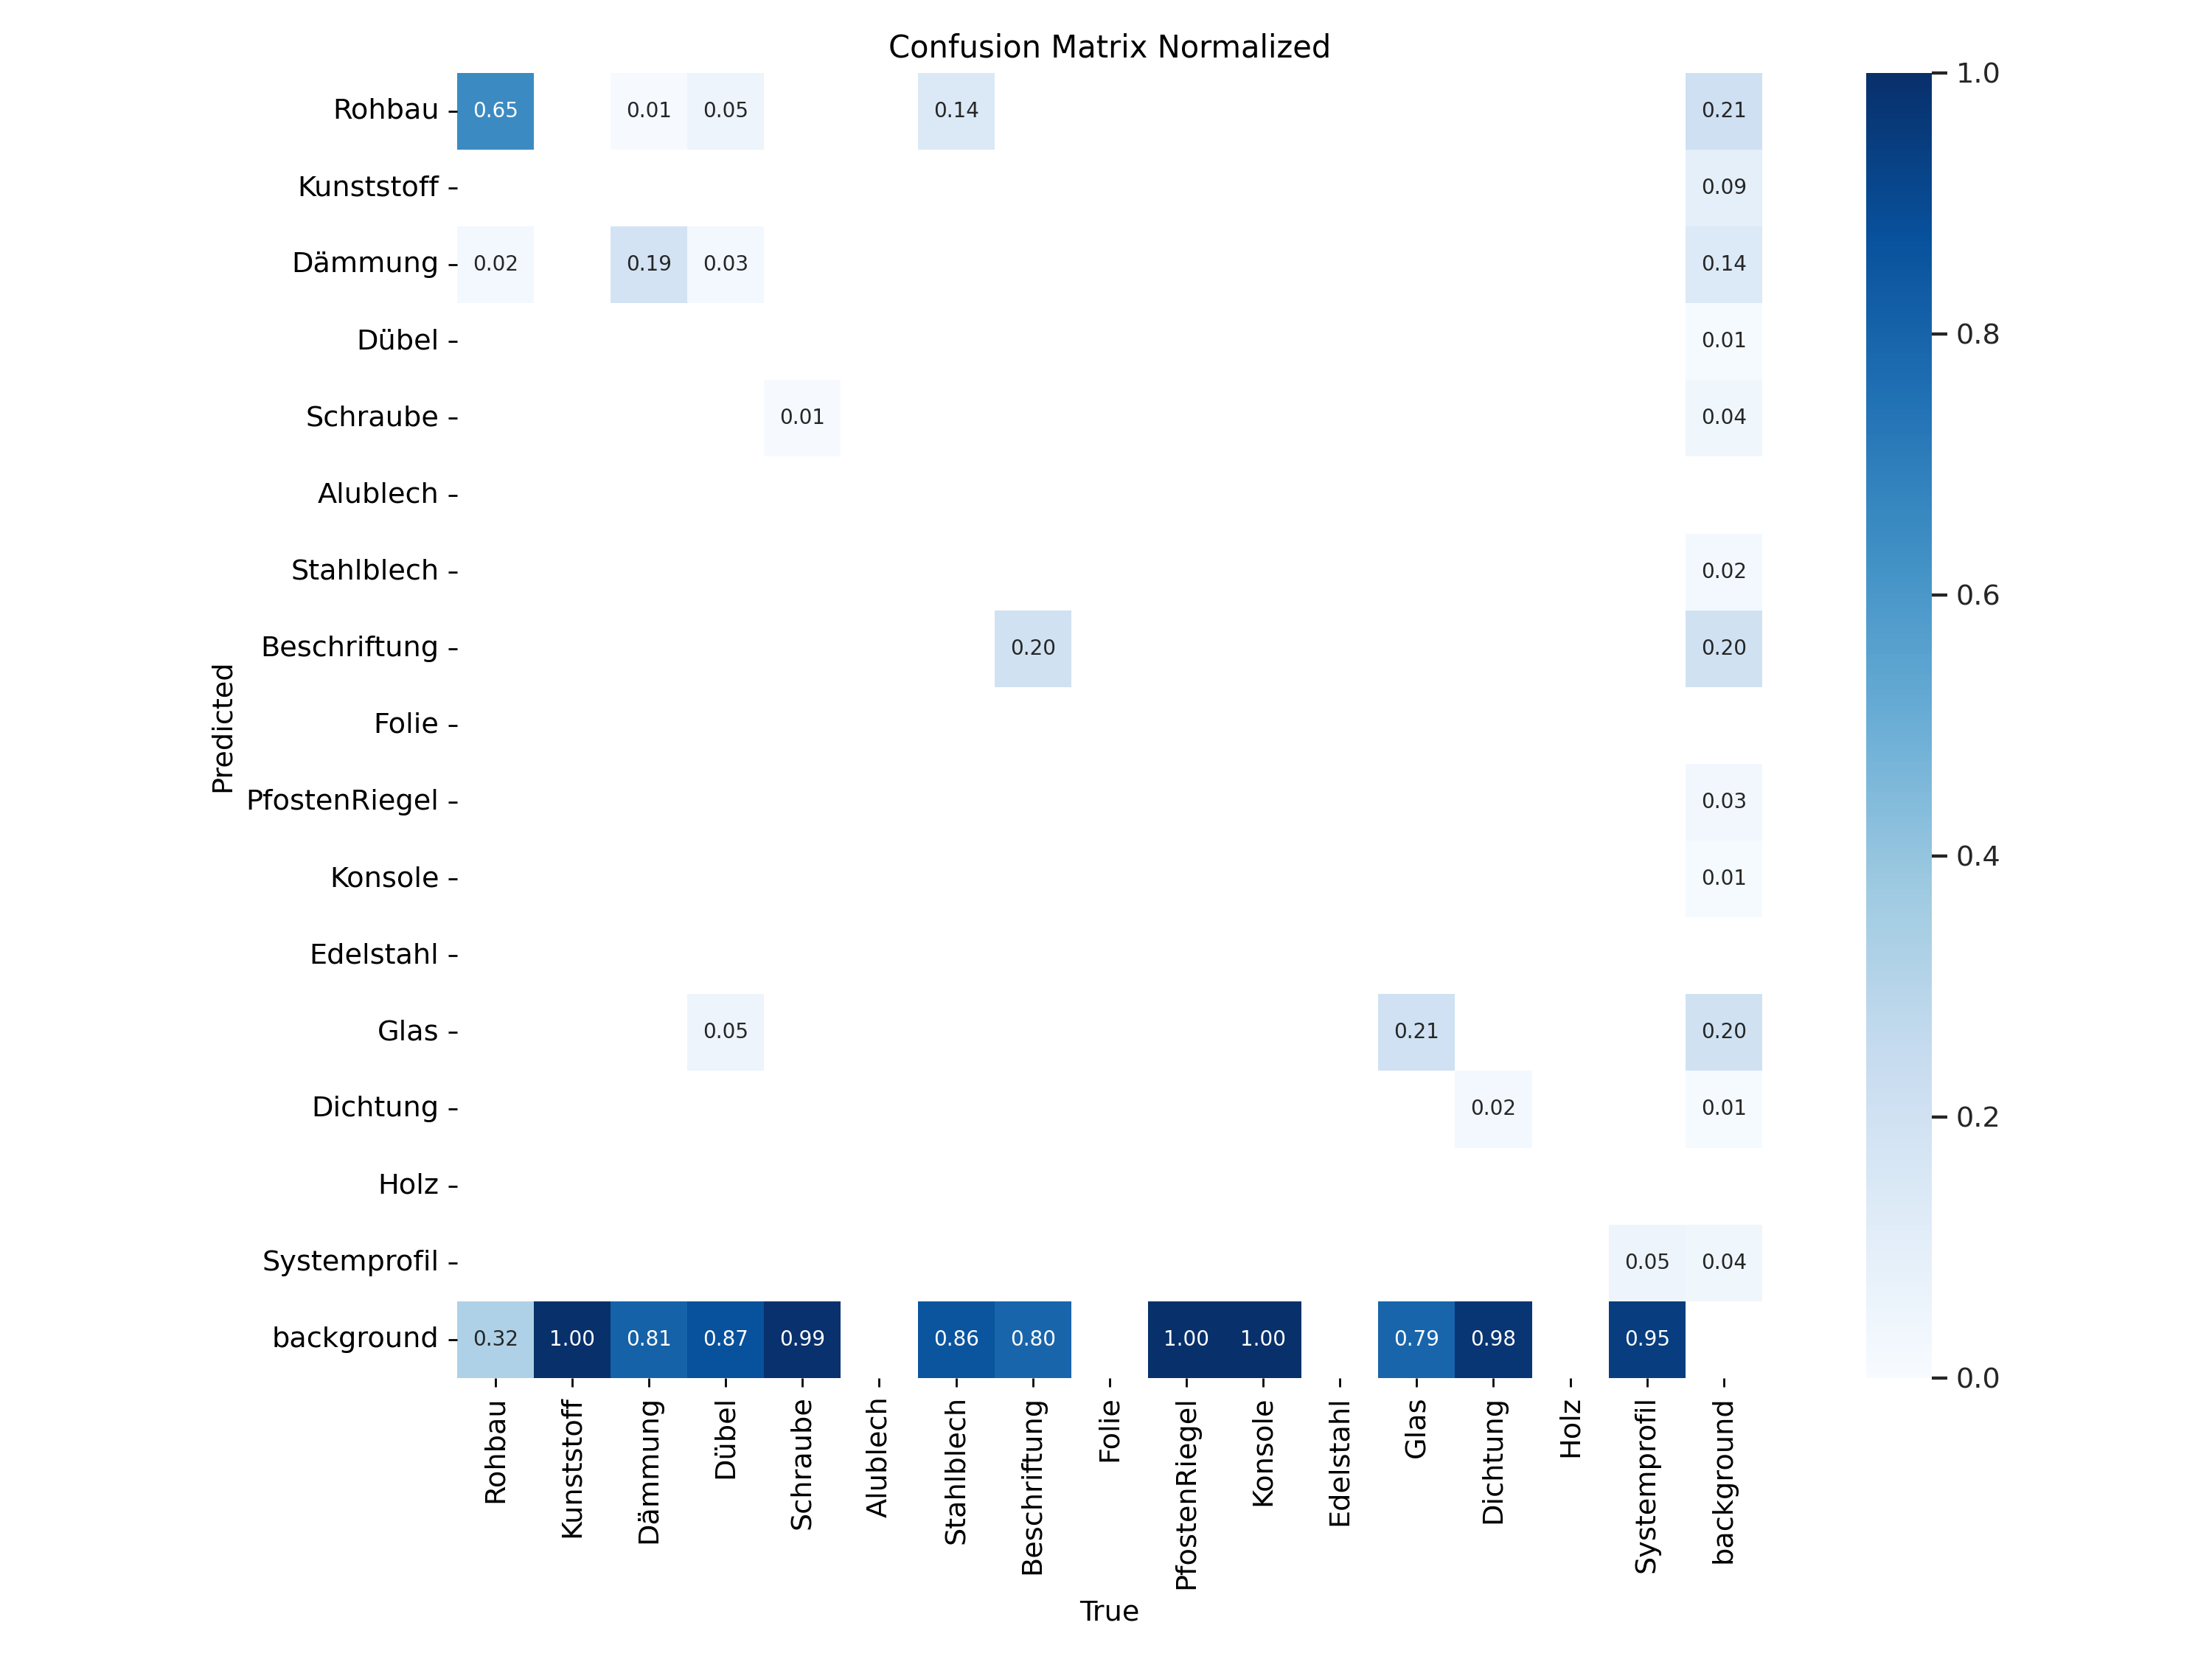 Confusion Matrix Normalized
Rohbau 0.65 0.01 0.05 0.14 0.21
Kunststoff 0.09
Dämmung 0.02 0.19 0.03 0.14
Dübel 0.01
Schraube 0.01 0.04
Alublech
Stahlblech 0.02
Beschriftung 0.20 0.20
Folie
PfostenRiegel 0.03
Konsole 0.01
Edelstahl
Glas 0.05 0.21 0.20
Dichtung 0.02 0.01
Holz
Systemprofil 0.05 0.04
background 0.32 1.00 0.81 0.87 0.99 0.86 0.80 1.00 1.00 0.79 0.98 0.95
Predicted
Rohbau
Kunststoff
Dämmung
Dübel
Schraube
Alublech
Stahlblech
Beschriftung
Folie
PfostenRiegel
Konsole
Edelstahl
Glas
Dichtung
Holz
Systemprofil
background
True
1.0
0.8
0.6
0.4
0.2
0.0